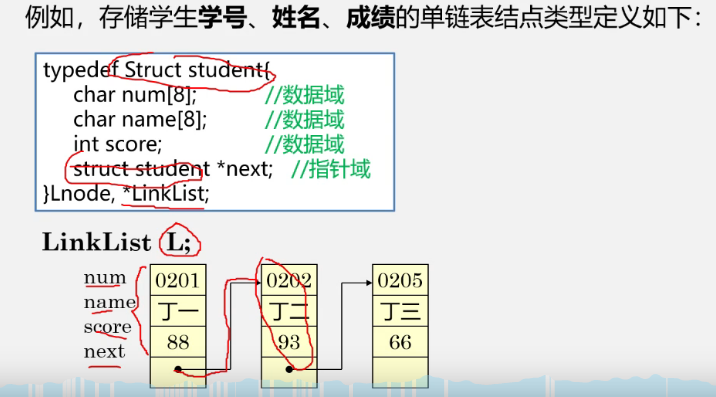 例如，存储学生学号、姓名、成绩的单链表结点类型定义如下：
typedef Struct student{
char num[8]; //数据域
char name[8]; //数据域
int score; //数据域
struct student *next; //指针域
}Lnode, *LinkList;
LinkList L;
num 0201 0202 0205
name 丁一 丁二 丁三
score 88 93 66
next